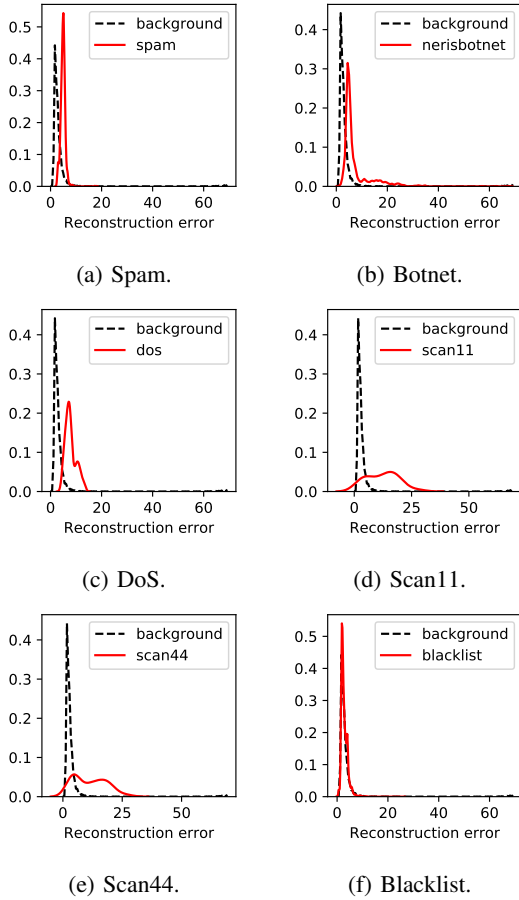 background
spam
0.5
0.4
0.3
0.2
0.1
0.0
0 20 40 60
Reconstruction error
(a) Spam.
background
nerisbotnet
0.4
0.3
0.2
0.1
0.0
0 20 40 60
Reconstruction error
(b) Botnet.
background
dos
0.4
0.3
0.2
0.1
0.0
0 20 40 60
Reconstruction error
(c) DoS.
background
scan11
0.4
0.3
0.2
0.1
0.0
0 25 50
Reconstruction error
(d) Scan11.
background
scan44
0.4
0.3
0.2
0.1
0.0
0 25 50
Reconstruction error
(e) Scan44.
background
blacklist
0.5
0.4
0.3
0.2
0.1
0.0
0 20 40 60
Reconstruction error
(f) Blacklist.